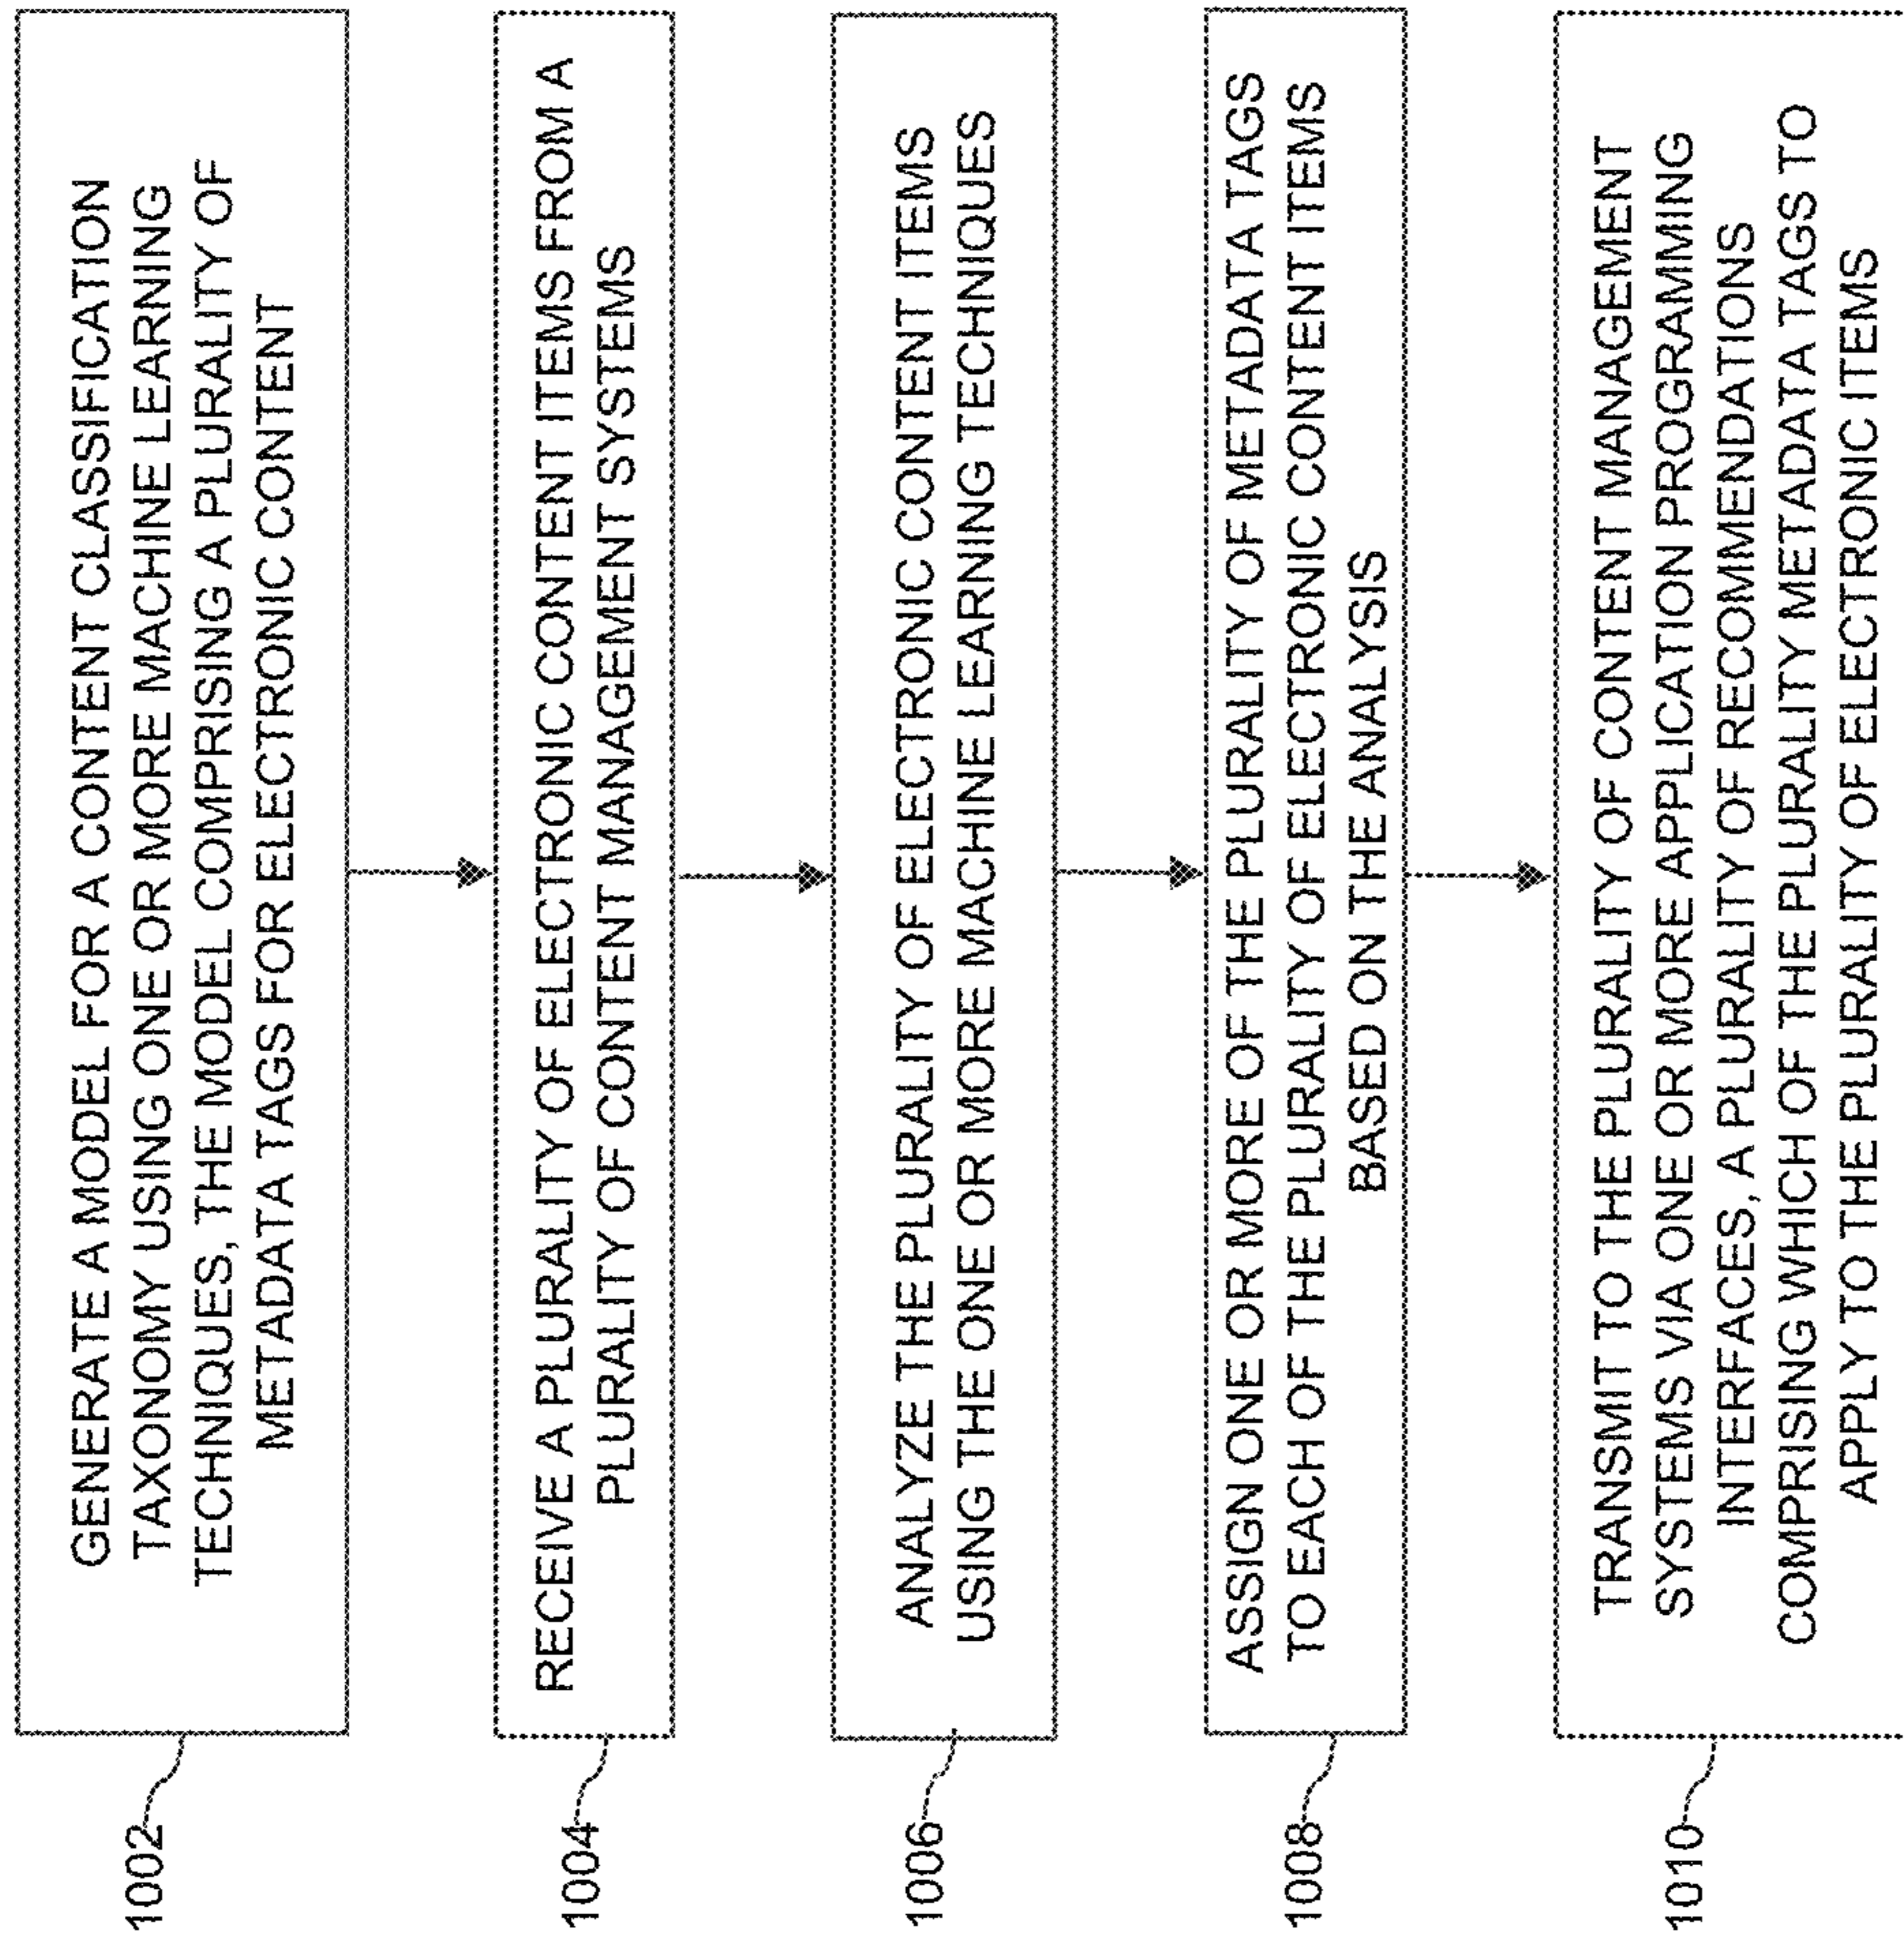 1002
GENERATE A MODEL FOR A CONTENT CLASSIFICATION
TAXONOMY USING ONE OR MORE MACHINE LEARNING
TECHNIQUES, THE MODEL COMPRISING A PLURALITY OF
METADATA TAGS FOR ELECTRONIC CONTENT
1004
RECEIVE A PLURALITY OF ELECTRONIC CONTENT ITEMS FROM A
PLURALITY OF CONTENT MANAGEMENT SYSTEMS
1006
ANALYZE THE PLURALITY OF ELECTRONIC CONTENT ITEMS
USING THE ONE OR MORE MACHINE LEARNING TECHNIQUES
1008
ASSIGN ONE OR MORE OF THE PLURALITY OF METADATA TAGS
TO EACH OF THE PLURALITY OF ELECTRONIC CONTENT ITEMS
BASED ON THE ANALYSIS
1010
TRANSMIT TO THE PLURALITY OF CONTENT MANAGEMENT
SYSTEMS VIA ONE OR MORE APPLICATION PROGRAMMING
INTERFACES, A PLURALITY OF RECOMMENDATIONS
COMPRISING WHICH OF THE PLURALITY METADATA TAGS TO
APPLY TO THE PLURALITY OF ELECTRONIC ITEMS